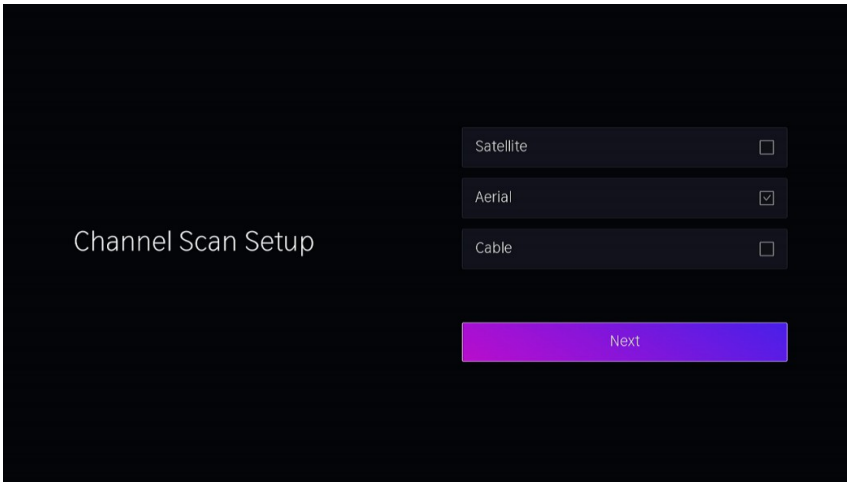 Channel Scan Setup
Satellite
Aerial
Cable
Next